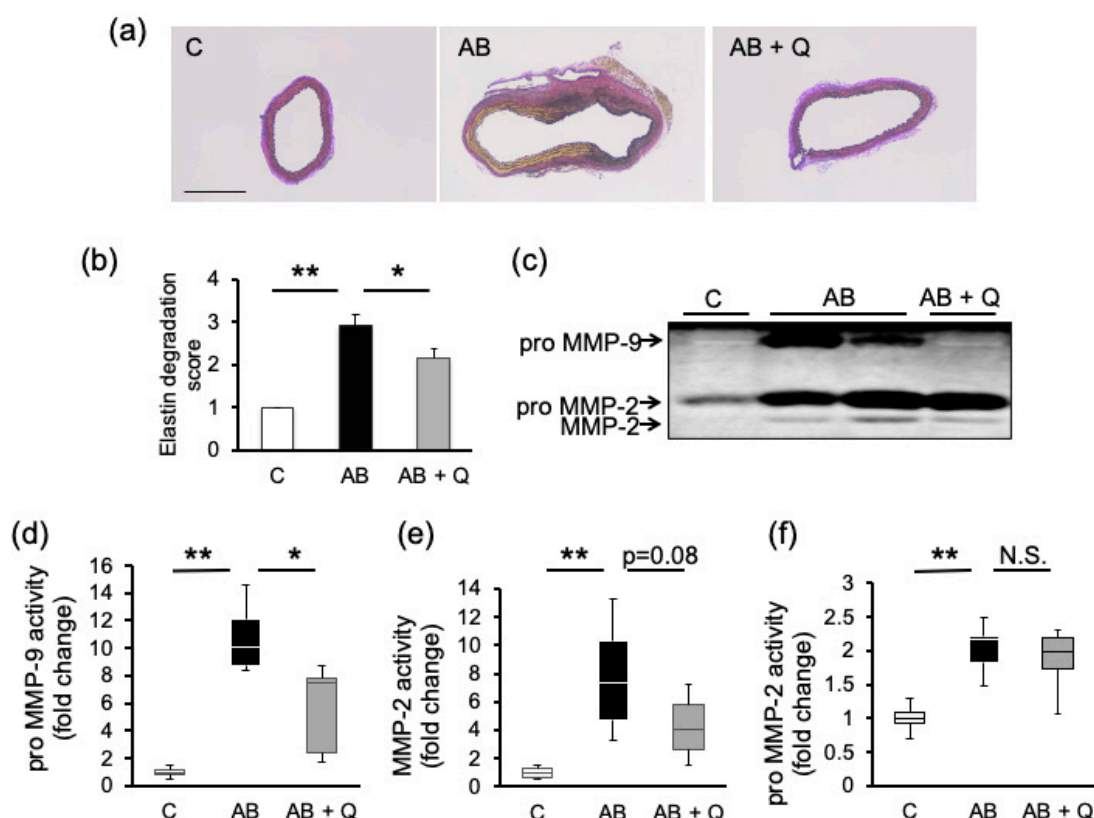 (a)
C
AB
AB + Q
(b)
Elastin degradation
score
4
3
2
1
0
**
*
C
AB
AB + Q
(c)
C
AB
AB + Q
pro MMP-9
pro MMP-2
MMP-2
(d)
pro MMP-9 activity
(fold change)
16
14
12
10
8
6
4
2
0
**
*
C
AB
AB + Q
(e)
MMP-2 activity
(fold change)
14
12
10
8
6
4
2
0
**
p=0.08
C
AB
AB + Q
(f)
pro MMP-2 activity
(fold change)
3
2.5
2
1.5
1
0.5
0
**
N.S.
C
AB
AB + Q